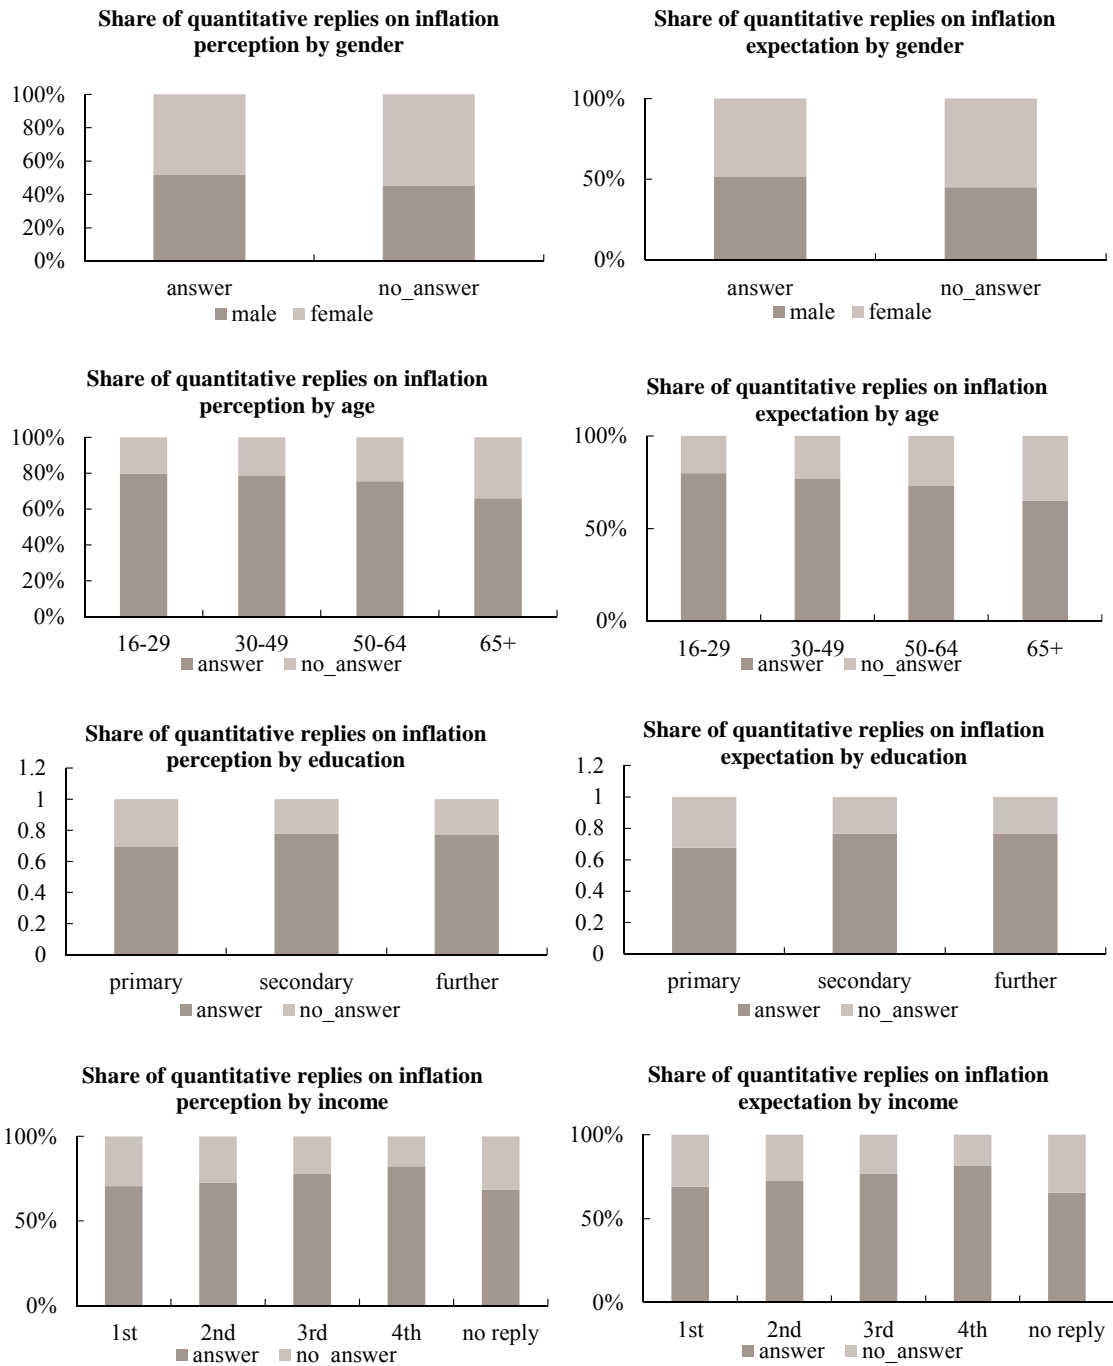 Share of quantitative replies on inflation
perception by gender
100%
80%
60%
40%
20%
0%
answer no_answer
male female
Share of quantitative replies on inflation
expectation by gender
100%
50%
0%
answer no_answer
male female
Share of quantitative replies on inflation
perception by age
100%
80%
60%
40%
20%
0%
16-29 30-49 50-64 65+
answer no_answer
Share of quantitative replies on inflation
expectation by age
100%
50%
0%
16-29 30-49 50-64 65+
answer no_answer
Share of quantitative replies on inflation
perception by education
1.2
1
0.8
0.6
0.4
0.2
0
primary secondary further
answer no_answer
Share of quantitative replies on inflation
expectation by education
1.2
1
0.8
0.6
0.4
0.2
0
primary secondary further
answer no_answer
Share of quantitative replies on inflation
perception by income
100%
50%
0%
1st 2nd 3rd 4th no reply
answer no_answer
Share of quantitative replies on inflation
expectation by income
100%
50%
0%
1st 2nd 3rd 4th no reply
answer no_answer